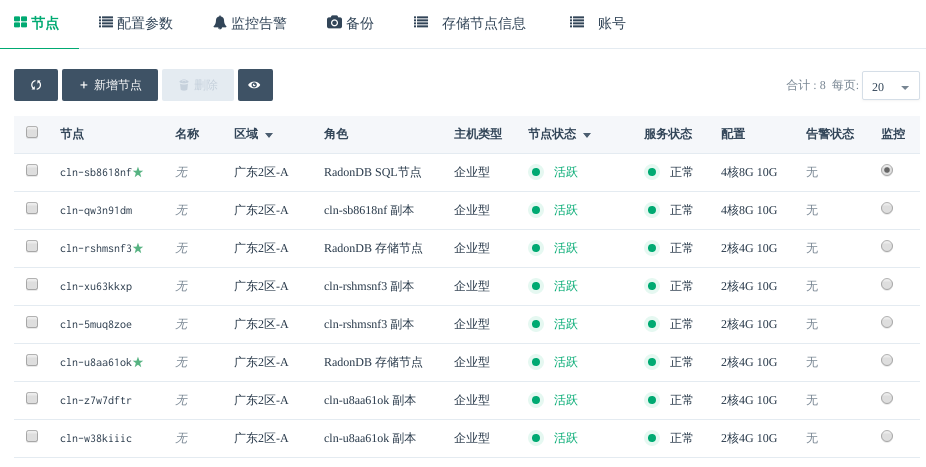 节点 配置参数 监控告警 备份 存储节点信息 账号
+ 新增节点 删除 合计 : 8 每页: 20
节点 名称 区域 角色 主机类型 节点状态 服务状态 配置 告警状态 监控
cln-sb8618nf 无 广东2区-A RadonDB SQL节点 企业型 活跃 正常 4核8G 10G 无
cln-qw3n91dm 无 广东2区-A cln-sb8618nf 副本 企业型 活跃 正常 4核8G 10G 无
cln-rshmsnf3 无 广东2区-A RadonDB 存储节点 企业型 活跃 正常 2核4G 10G 无
cln-xu63kkxp 无 广东2区-A cln-rshmsnf3 副本 企业型 活跃 正常 2核4G 10G 无
cln-5muq8zoe 无 广东2区-A cln-rshmsnf3 副本 企业型 活跃 正常 2核4G 10G 无
cln-u8aa61ok 无 广东2区-A RadonDB 存储节点 企业型 活跃 正常 2核4G 10G 无
cln-z7w7dftr 无 广东2区-A cln-u8aa61ok 副本 企业型 活跃 正常 2核4G 10G 无
cln-w38kiiic 无 广东2区-A cln-u8aa61ok 副本 企业型 活跃 正常 2核4G 10G 无